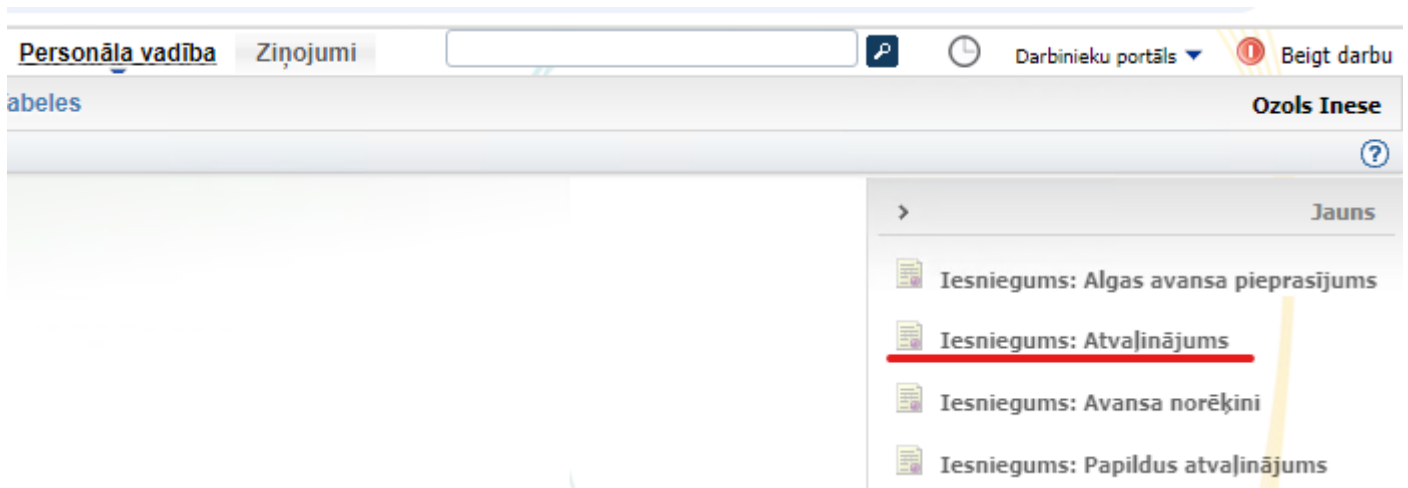 Personāla vadība Ziņojumi Darbinieku portāls Beigt darbu
abeles Ozols Inese
?
> Jauns
Iesniegums: Algas avansa pieprasījums
Iesniegums: Atvaļinājums
Iesniegums: Avansa norēķini
Iesniegums: Papildus atvaļinājums